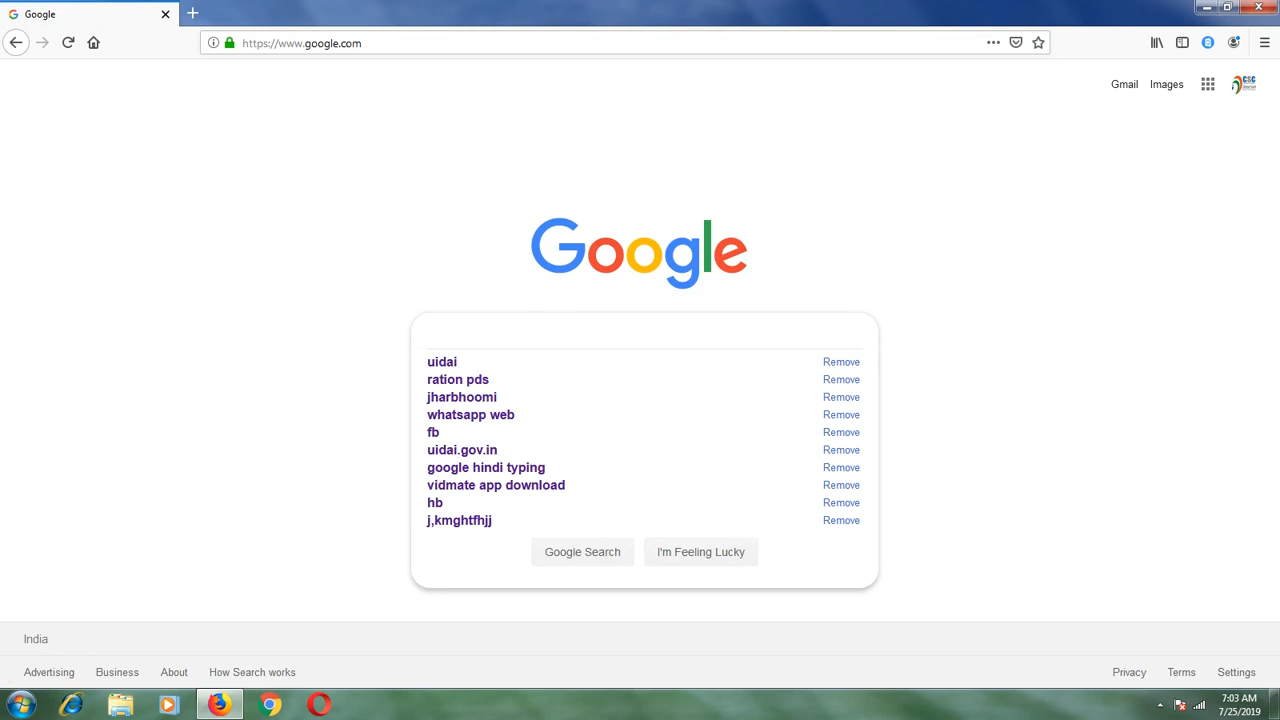 Google
https://www.google.com
Gmail Images
CSC
Google
uidai Remove
ration pds Remove
jharbhoomi Remove
whatsapp web Remove
fb Remove
uidai.gov.in Remove
google hindi typing Remove
vidmate app download Remove
hb Remove
j,kmghtfhjj Remove
Google Search I'm Feeling Lucky
India
Advertising Business About How Search works Privacy Terms Settings
7:03 AM
7/25/2019